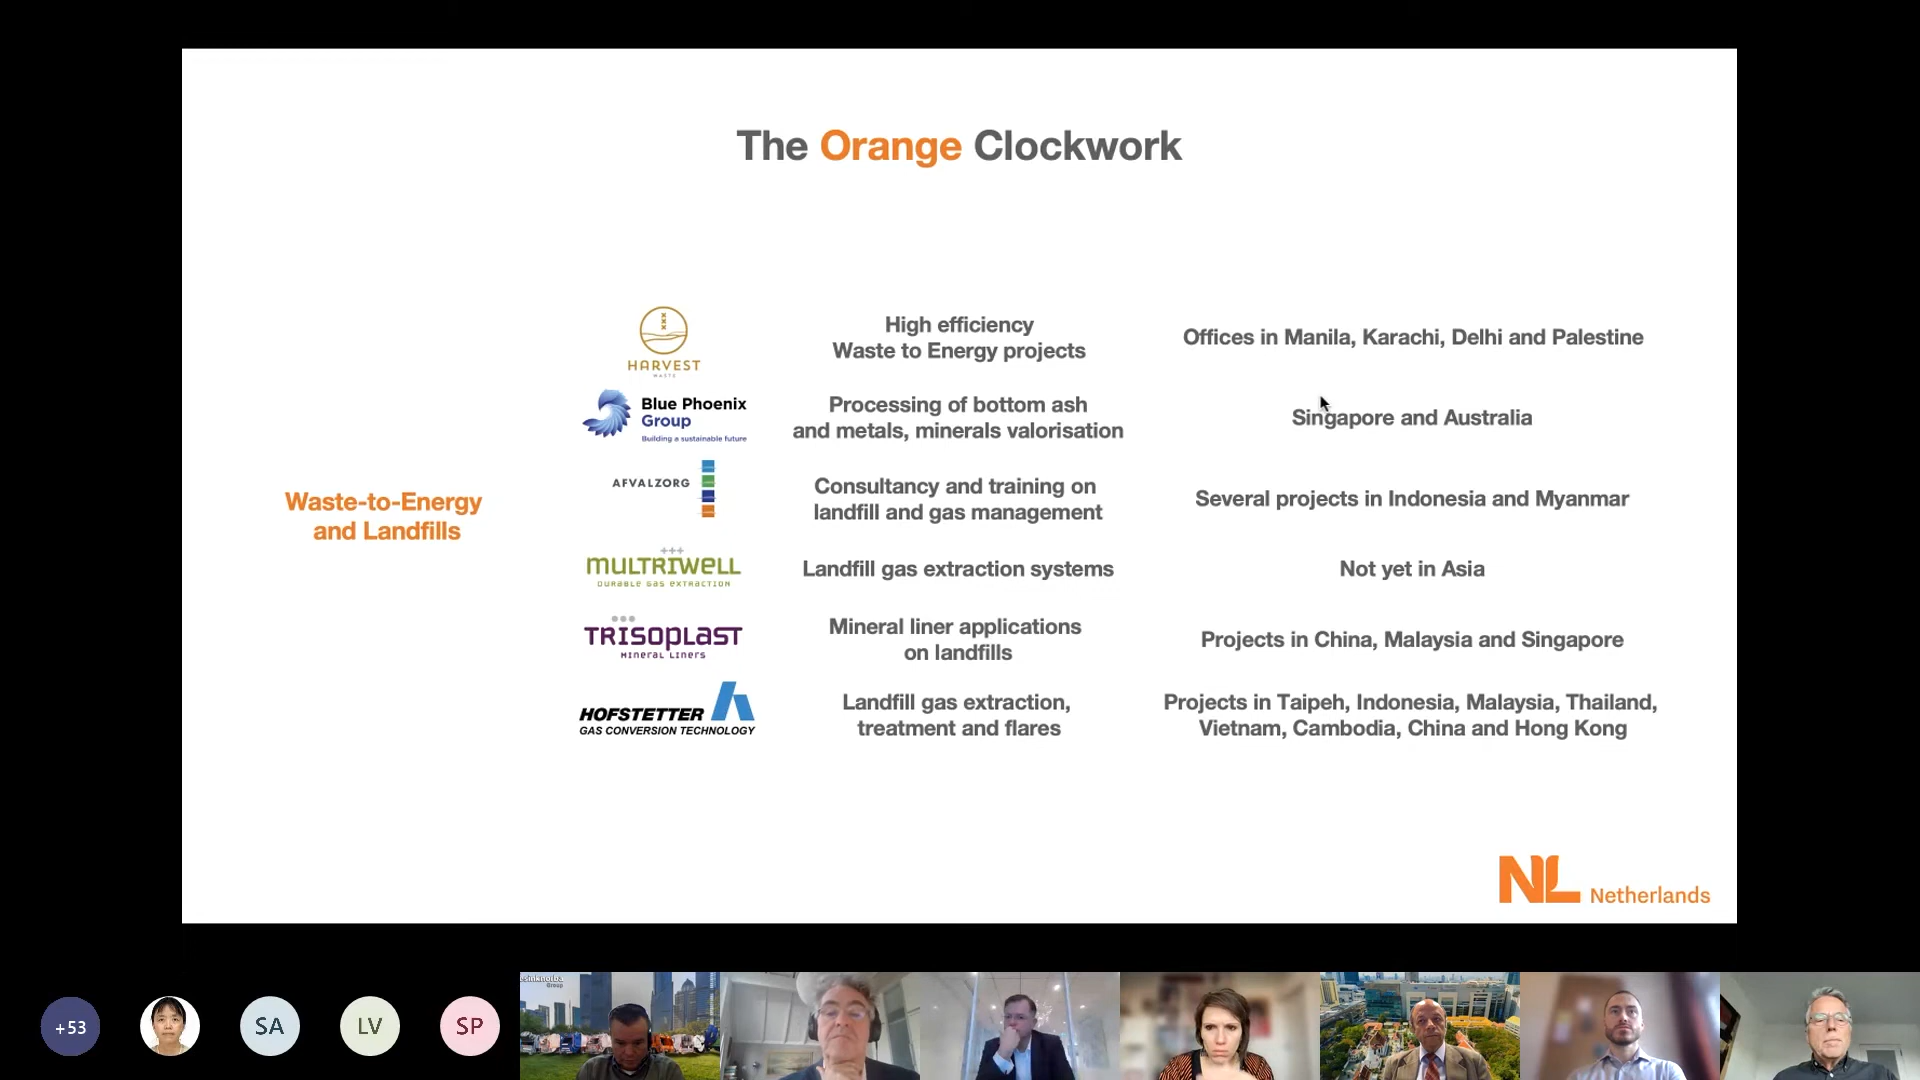 The Orange Clockwork
Waste-to-Energy
and Landfills
HARVEST
WASTE
High efficiency
Waste to Energy projects
Offices in Manila, Karachi, Delhi and Palestine
Blue Phoenix
Group
Building a sustainable future
Processing of bottom ash
and metals, minerals valorisation
Singapore and Australia
AFVALZORG
Consultancy and training on
landfill and gas management
Several projects in Indonesia and Myanmar
MULTRIWELL
DURABLE GAS EXTRACTION
Landfill gas extraction systems
Not yet in Asia
TRISOPLAST
MINERAL LINERS
Mineral liner applications
on landfills
Projects in China, Malaysia and Singapore
HOFSTETTER
GAS CONVERSION TECHNOLOGY
Landfill gas extraction,
treatment and flares
Projects in Taipeh, Indonesia, Malaysia, Thailand,
Vietnam, Cambodia, China and Hong Kong
NL Netherlands
+53
SA
LV
SP
Group